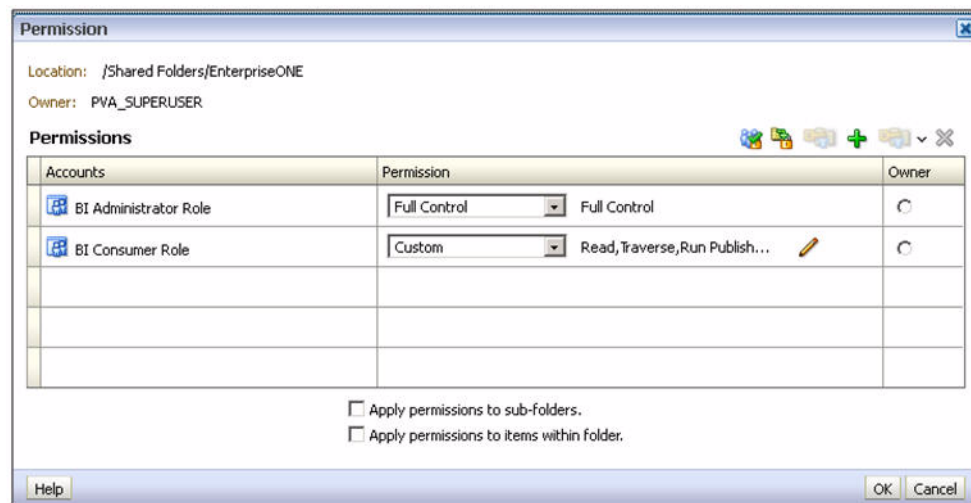 Permission
Location: /Shared Folders/EnterpriseONE
Owner: PVA_SUPERUSER
Permissions
Accounts Permission Owner
BI Administrator Role Full Control Full Control
BI Consumer Role Custom Read,Traverse,Run Publish...
Apply permissions to sub-folders.
Apply permissions to items within folder.
Help OK Cancel